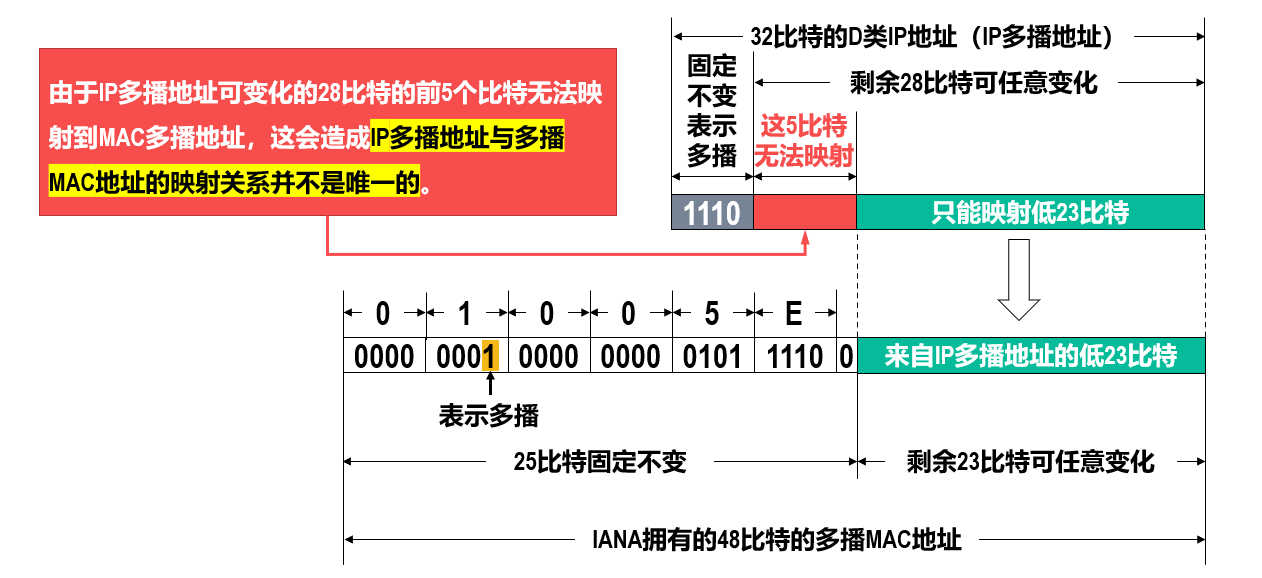 32比特的D类IP地址（IP多播地址）
固定
不变
表示
多播
剩余28比特可任意变化
这5比特
无法映射
由于IP多播地址可变化的28比特的前5个比特无法映
射到MAC多播地址，这会造成IP多播地址与多播
MAC地址的映射关系并不是唯一的。
1110
只能映射低23比特
0 1 0 0 5 E
0000 0001 0000 0000 0101 1110 0 来自IP多播地址的低23比特
表示多播
25比特固定不变
剩余23比特可任意变化
IANA拥有的48比特的多播MAC地址